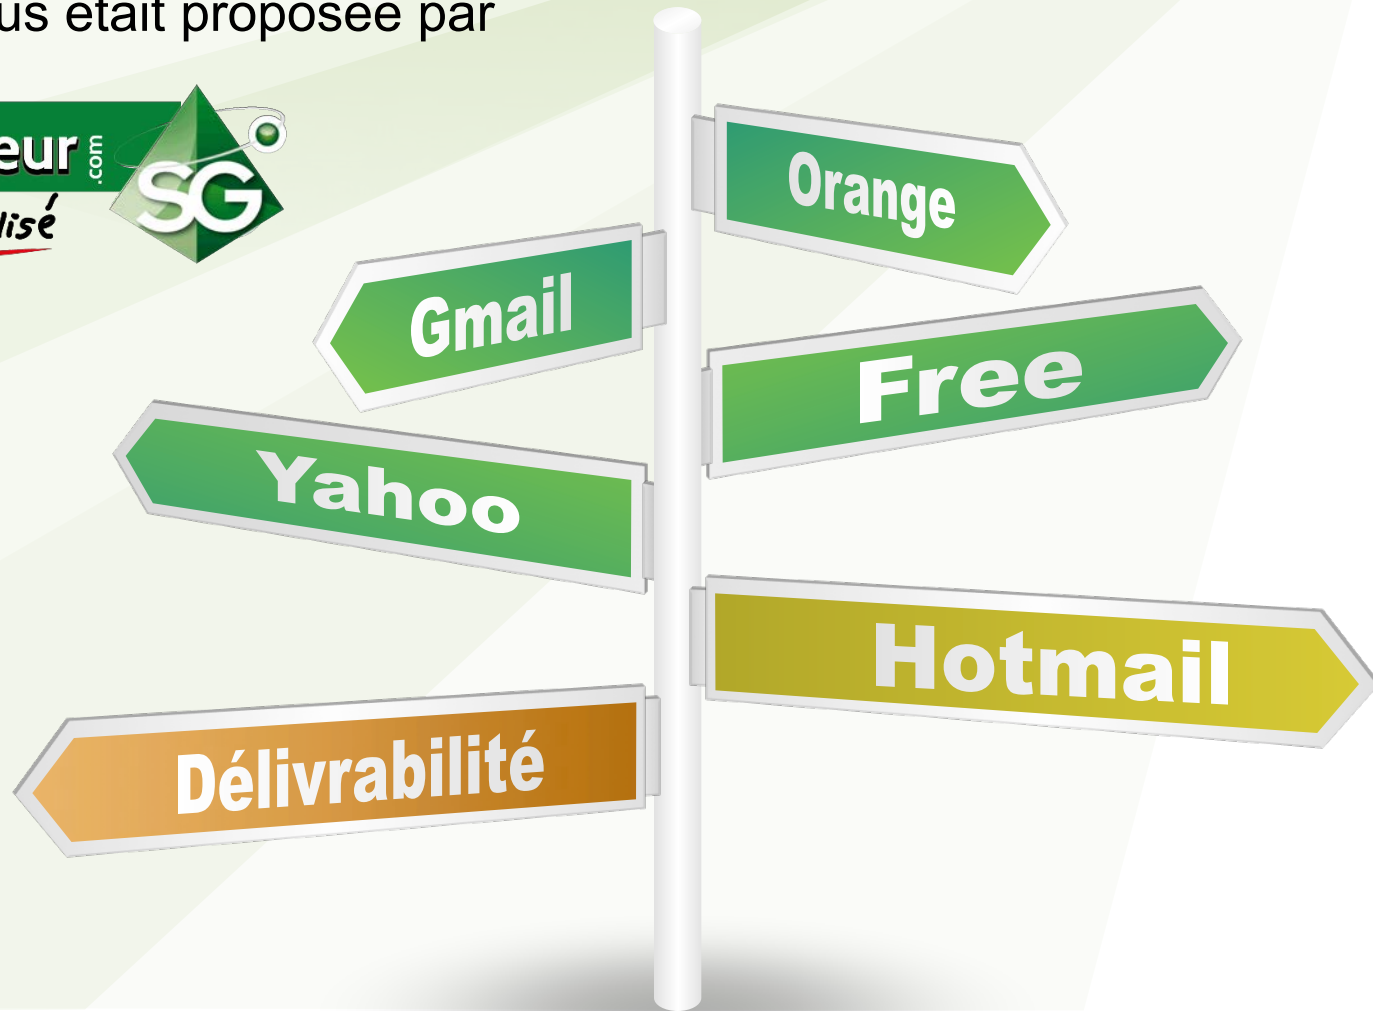 us était proposée par
eur .com
lisé
SG
Orange
Gmail
Free
Yahoo
Hotmail
Délivrabilité